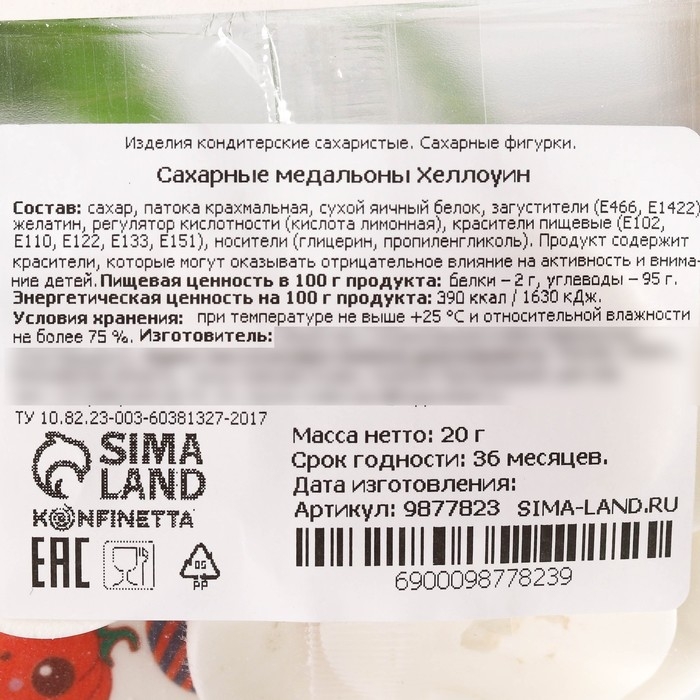 Изделия кондитерские сахаристые. Сахарные фигурки.
Сахарные медальоны Хеллоуин
Состав: сахар, патока крахмальная, сухой яичный белок, загустители (Е466, Е1422)
желатин, регулятор кислотности (кислота лимонная), красители пищевые (Е102,
Е110, Е122, Е133, Е151), носители (глицерин, пропиленгликоль). Продукт содержит
красители, которые могут оказывать отрицательное влияние на активность и внима-
ние детей. Пищевая ценность в 100 г продукта: белки – 2 г, углеводы – 95 г.
Энергетическая ценность на 100 г продукта: 390 ккал / 1630 кДж.
Условия хранения: при температуре не выше +25 °С и относительной влажности
не более 75 %. Изготовитель:
ТУ 10.82.23-003-60381327-2017
SIMA
LAND
KONFINETTA
Масса нетто: 20 г
Срок годности: 36 месяцев.
Дата изготовления:
Артикул: 9877823 SIMA-LAND.RU
EAC
05
PP
6900098778239